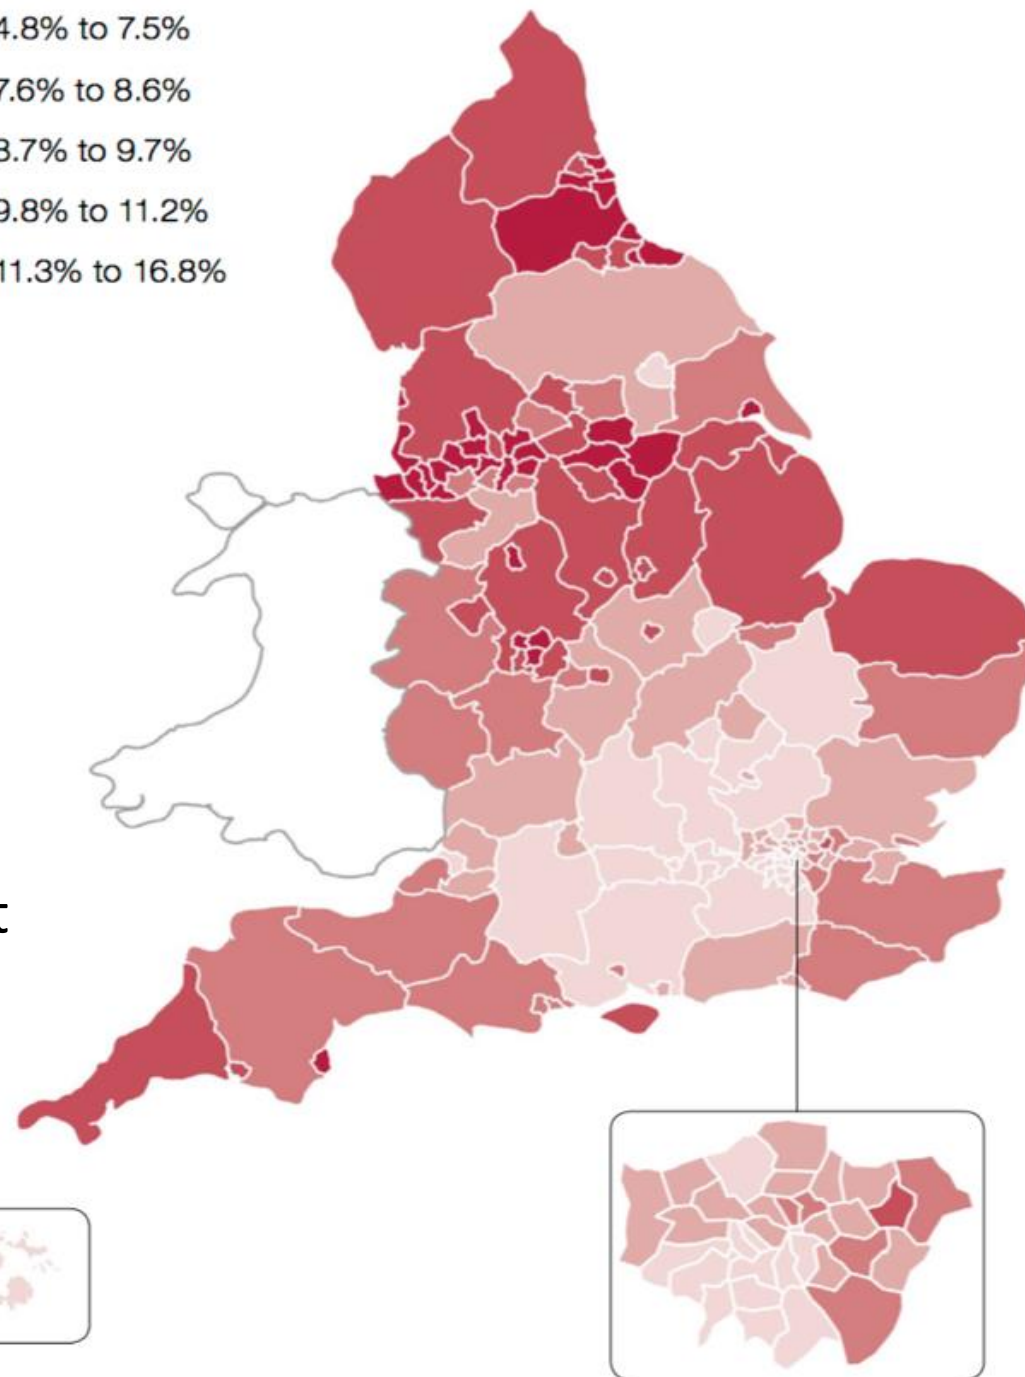 4.8% to 7.5%
7.6% to 8.6%
8.7% to 9.7%
9.8% to 11.2%
11.3% to 16.8%
t